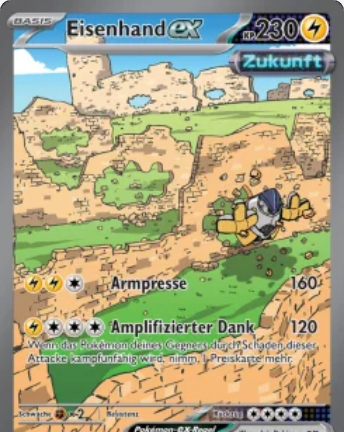 BASIS Eisenhand ex KP 230
Zukunft
Armpresse 160
Amplifizierter Dank 120
Wenn das Pokémon deines Gegners durch Schaden dieser
Attacke kampfunfähig wird, nimm 1 Preiskarte mehr.
Schwäche ×2 Resistenz Rückzug
Pokémon-ex-Regel